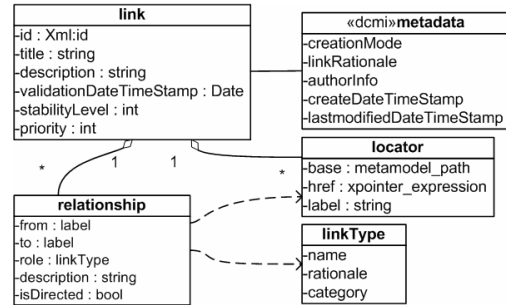 link
-id : Xml:id
-title : string
-description : string
-validationDateTimeStamp : Date
-stabilityLevel : int
-priority : int
«dcmi»metadata
-creationMode
-linkRationale
-authorInfo
-createDateTimeStamp
-lastmodifiedDateTimeStamp
* 1 1 *
locator
-base : metamodel_path
-href : xpointer_expression
-label : string
relationship
-from : label
-to : label
-role : linkType
-description : string
-isDirected : bool
linkType
-name
-rationale
-category